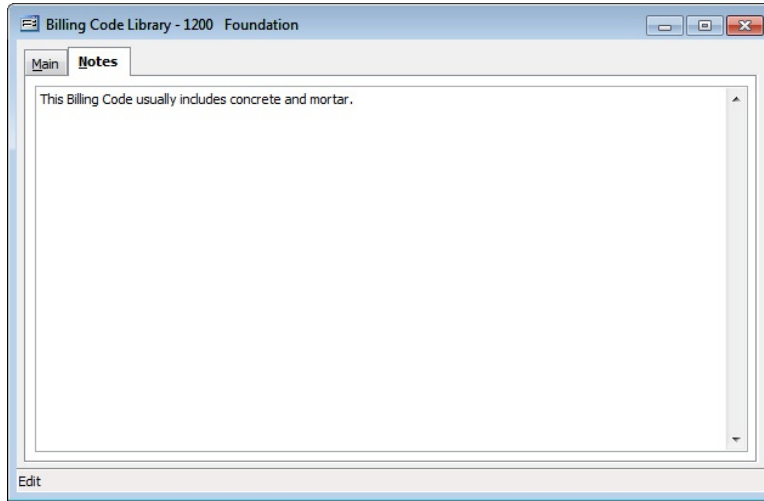 Billing Code Library - 1200 Foundation
Main Notes
This Billing Code usually includes concrete and mortar.
Edit